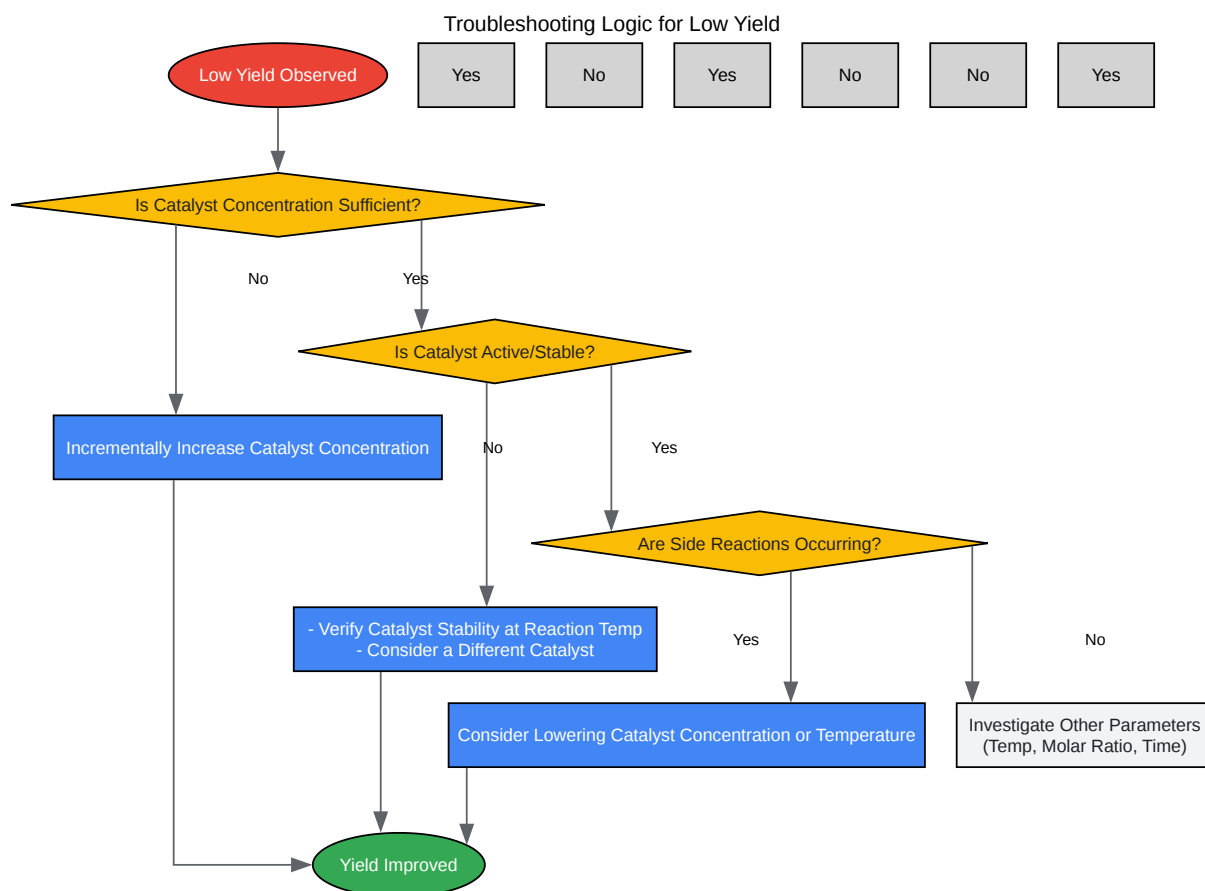 Troubleshooting Logic for Low Yield
Low Yield Observed
Yes
No
Yes
No
No
Yes
Is Catalyst Concentration Sufficient?
No
Yes
Is Catalyst Active/Stable?
Incrementally Increase Catalyst Concentration
No
Yes
Are Side Reactions Occurring?
- Verify Catalyst Stability at Reaction Temp
- Consider a Different Catalyst
Yes
No
Consider Lowering Catalyst Concentration or Temperature
Investigate Other Parameters
(Temp, Molar Ratio, Time)
Yield Improved